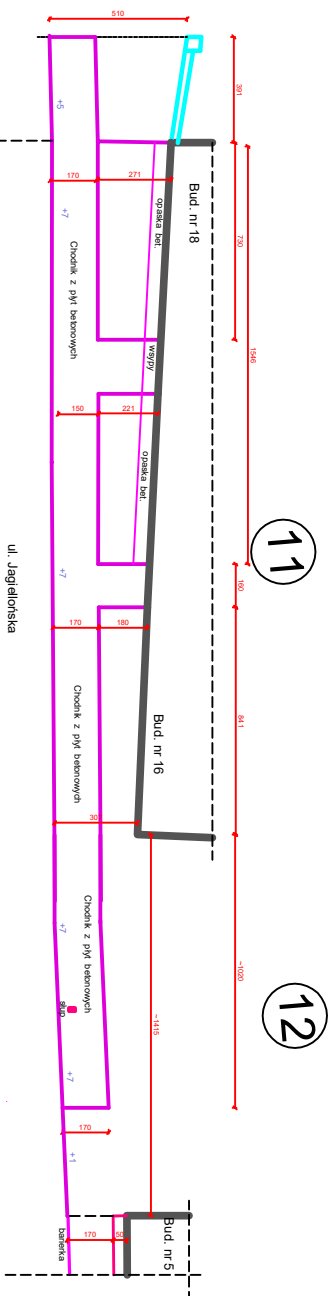 510
391
+5
Bud. nr 18
170
271
opaska bet.
730
1546
+7
Chodnik z płyt betonowych
wsypy
150
221
opaska bet.
11
+7
ul. Jagiellońska
160
170
180
Chodnik z płyt betonowych
Bud. nr 16
841
Chodnik z płyt betonowych
+7
~1415
~1020
12
słup
+7
170
+1
Bud. nr 5
barierka
170
50